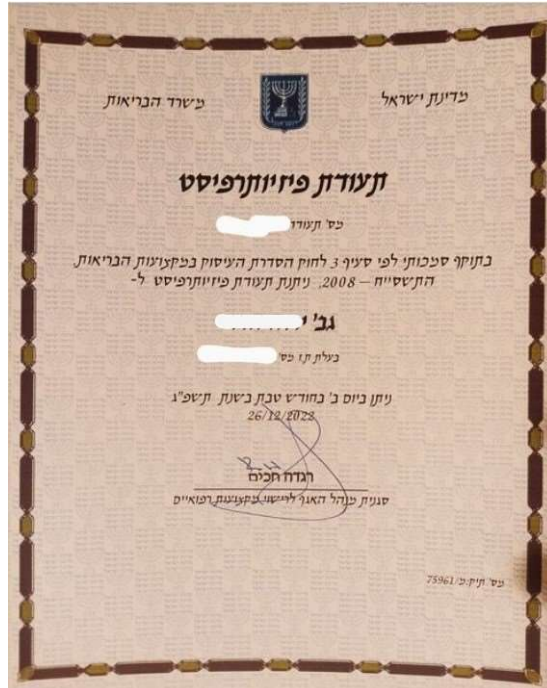 מדינת ישראל
משרד הבריאות
תעודת פיזיותרפיסט
מס' תעודה
בתוקף סמכותי לפי סעיף 3 לחוק הסדרת העיסוק במקצועות הבריאות,
התשס״ח – 2008, ניתנת תעודת פיזיותרפיסט ל-
גב'
בעלת ת.ז מס'
ניתן ביום ב' בחודש טבת בשנת תשפ"ג
26/12/2022
רגדה חכים
סגנית מנהל האגף לרישוי מקצועות רפואיים
מס' תיק:מ/75961